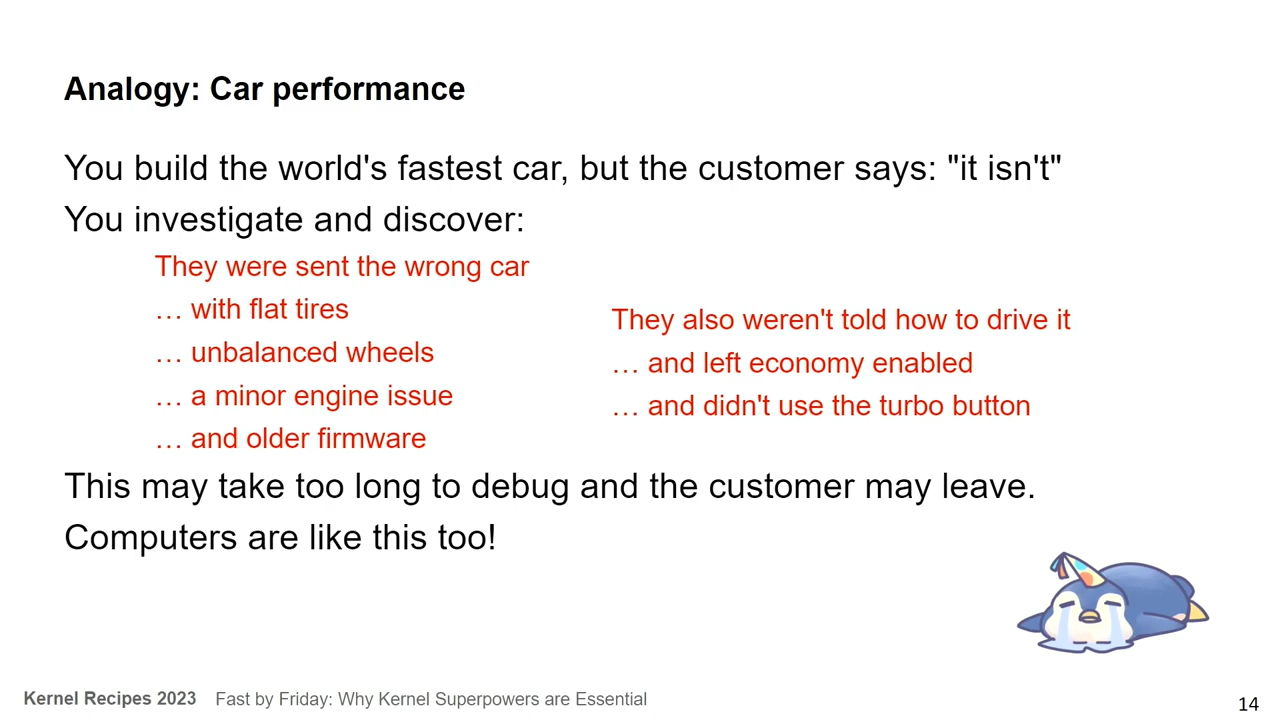 Analogy: Car performance
You build the world's fastest car, but the customer says: "it isn't"
You investigate and discover:
They were sent the wrong car
… with flat tires
… unbalanced wheels
… a minor engine issue
… and older firmware
They also weren't told how to drive it
… and left economy enabled
… and didn't use the turbo button
This may take too long to debug and the customer may leave.
Computers are like this too!
Kernel Recipes 2023 Fast by Friday: Why Kernel Superpowers are Essential
14